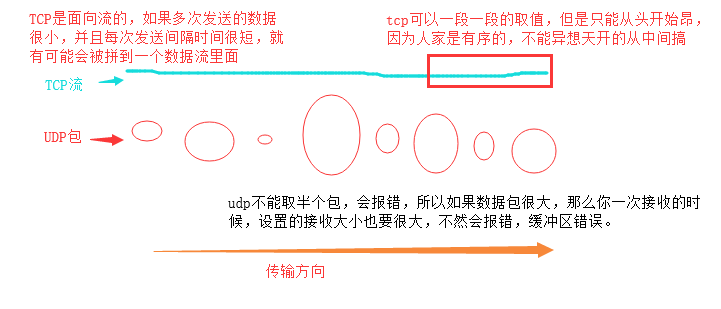 TCP是面向流的，如果多次发送的数据
很小，并且每次发送间隔时间很短，就
有可能会被拼到一个数据流里面
tcp可以一段一段的取值，但是只能从头开始昂，
因为人家是有序的，不能异想天开的从中间搞
TCP流
UDP包
udp不能取半个包，会报错，所以如果数据包很大，那么你一次接收的时
候，设置的接收大小也要很大，不然会报错，缓冲区错误。
传输方向